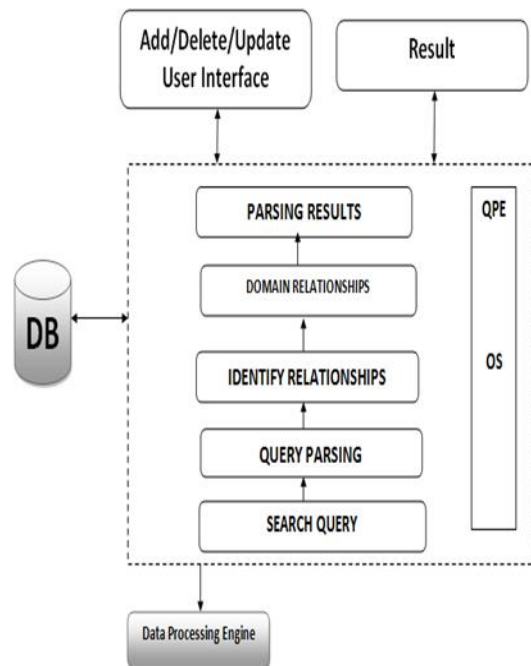 Add/Delete/Update
User Interface
Result
PARSING RESULTS
QPE
DOMAIN RELATIONSHIPS
DB
IDENTIFY RELATIONSHIPS
OS
QUERY PARSING
SEARCH QUERY
Data Processing Engine